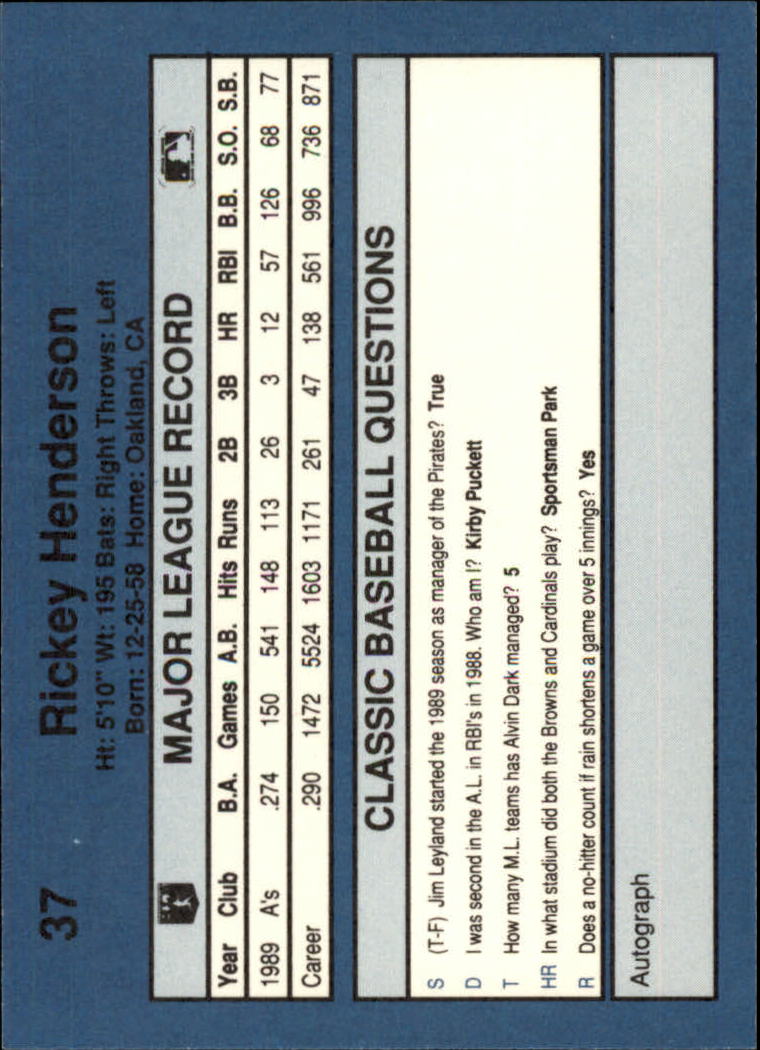 37 Rickey Henderson
Ht: 5'10" Wt: 195 Bats: Right Throws: Left
Born: 12-25-58 Home: Oakland, CA
MAJOR LEAGUE RECORD
Year Club B.A. Games A.B. Hits Runs 2B 3B HR RBI B.B. S.O. S.B.
1989 A's .274 150 541 148 113 26 3 12 57 126 68 77
Career .290 1472 5524 1603 1171 261 47 138 561 996 736 871
CLASSIC BASEBALL QUESTIONS
S (T-F) Jim Leyland started the 1989 season as manager of the Pirates? True
D I was second in the A.L. in RBI's in 1988. Who am I? Kirby Puckett
T How many M.L. teams has Alvin Dark managed? 5
HR In what stadium did both the Browns and Cardinals play? Sportsman Park
R Does a no-hitter count if rain shortens a game over 5 innings? Yes
Autograph